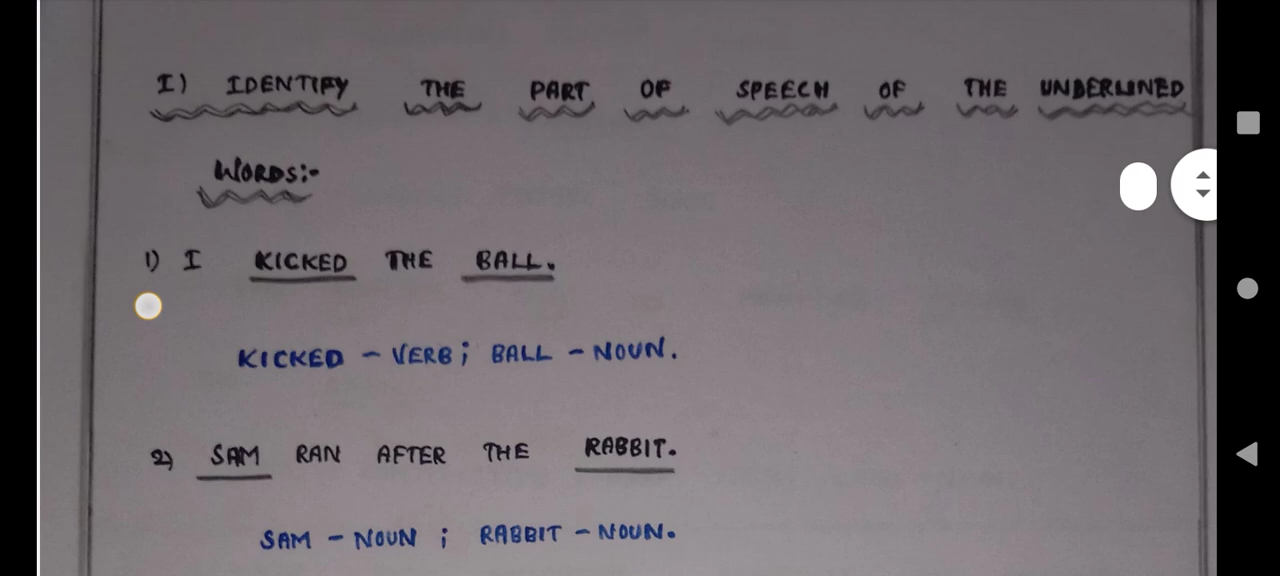 I) IDENTIFY THE PART OF SPEECH OF THE UNDERLINED
WORDS:-
1) I KICKED THE BALL.
KICKED - VERB; BALL - NOUN.
2) SAM RAN AFTER THE RABBIT.
SAM - NOUN ; RABBIT - NOUN.